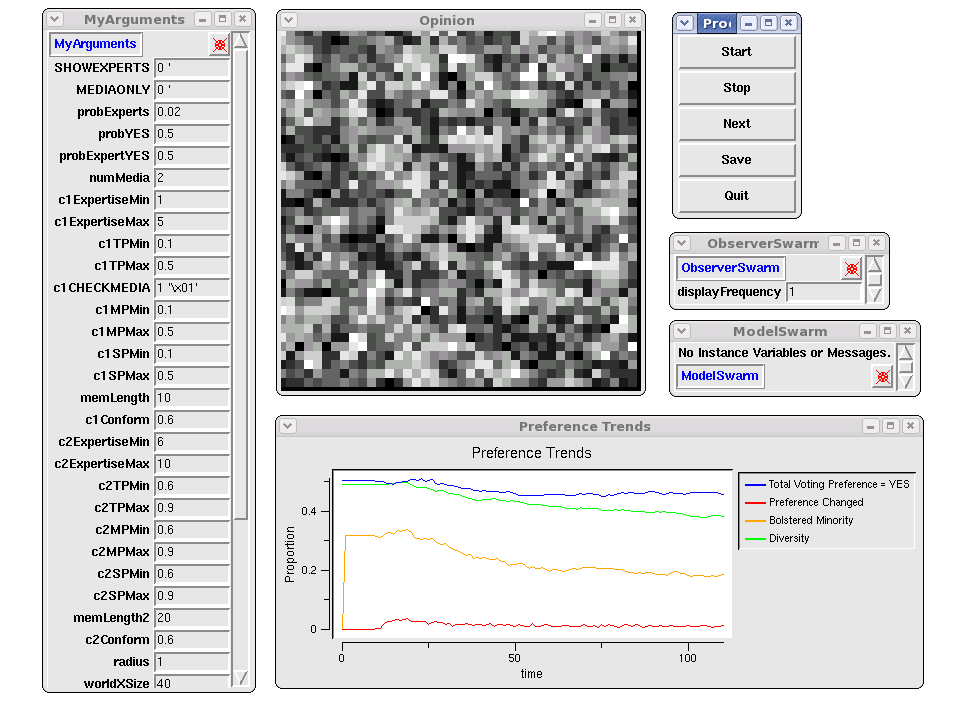 MyArguments
MyArguments
SHOWEXPERTS 0 '
MEDIAONLY 0 '
probExperts 0.02
probYES 0.5
probExpertYES 0.5
numMedia 2
c1ExpertiseMin 1
c1ExpertiseMax 5
c1TPMin 0.1
c1TPMax 0.5
c1CHECKMEDIA 1 '\x01'
c1MPMin 0.1
c1MPMax 0.5
c1SPMin 0.1
c1SPMax 0.5
memLength 10
c1Conform 0.6
c2ExpertiseMin 6
c2ExpertiseMax 10
c2TPMin 0.6
c2TPMax 0.9
c2MPMin 0.6
c2MPMax 0.9
c2SPMin 0.6
c2SPMax 0.9
memLength2 20
c2Conform 0.6
radius 1
worldXSize 40
Opinion
Start
Stop
Next
Save
Quit
ObserverSwarm
ObserverSwarm
displayFrequency 1
ModelSwarm
No Instance Variables or Messages.
ModelSwarm
Preference Trends
Preference Trends
Proportion
0.4
0.2
0
0 50 100
time
Total Voting Preference = YES
Preference Changed
Bolstered Minority
Diversity